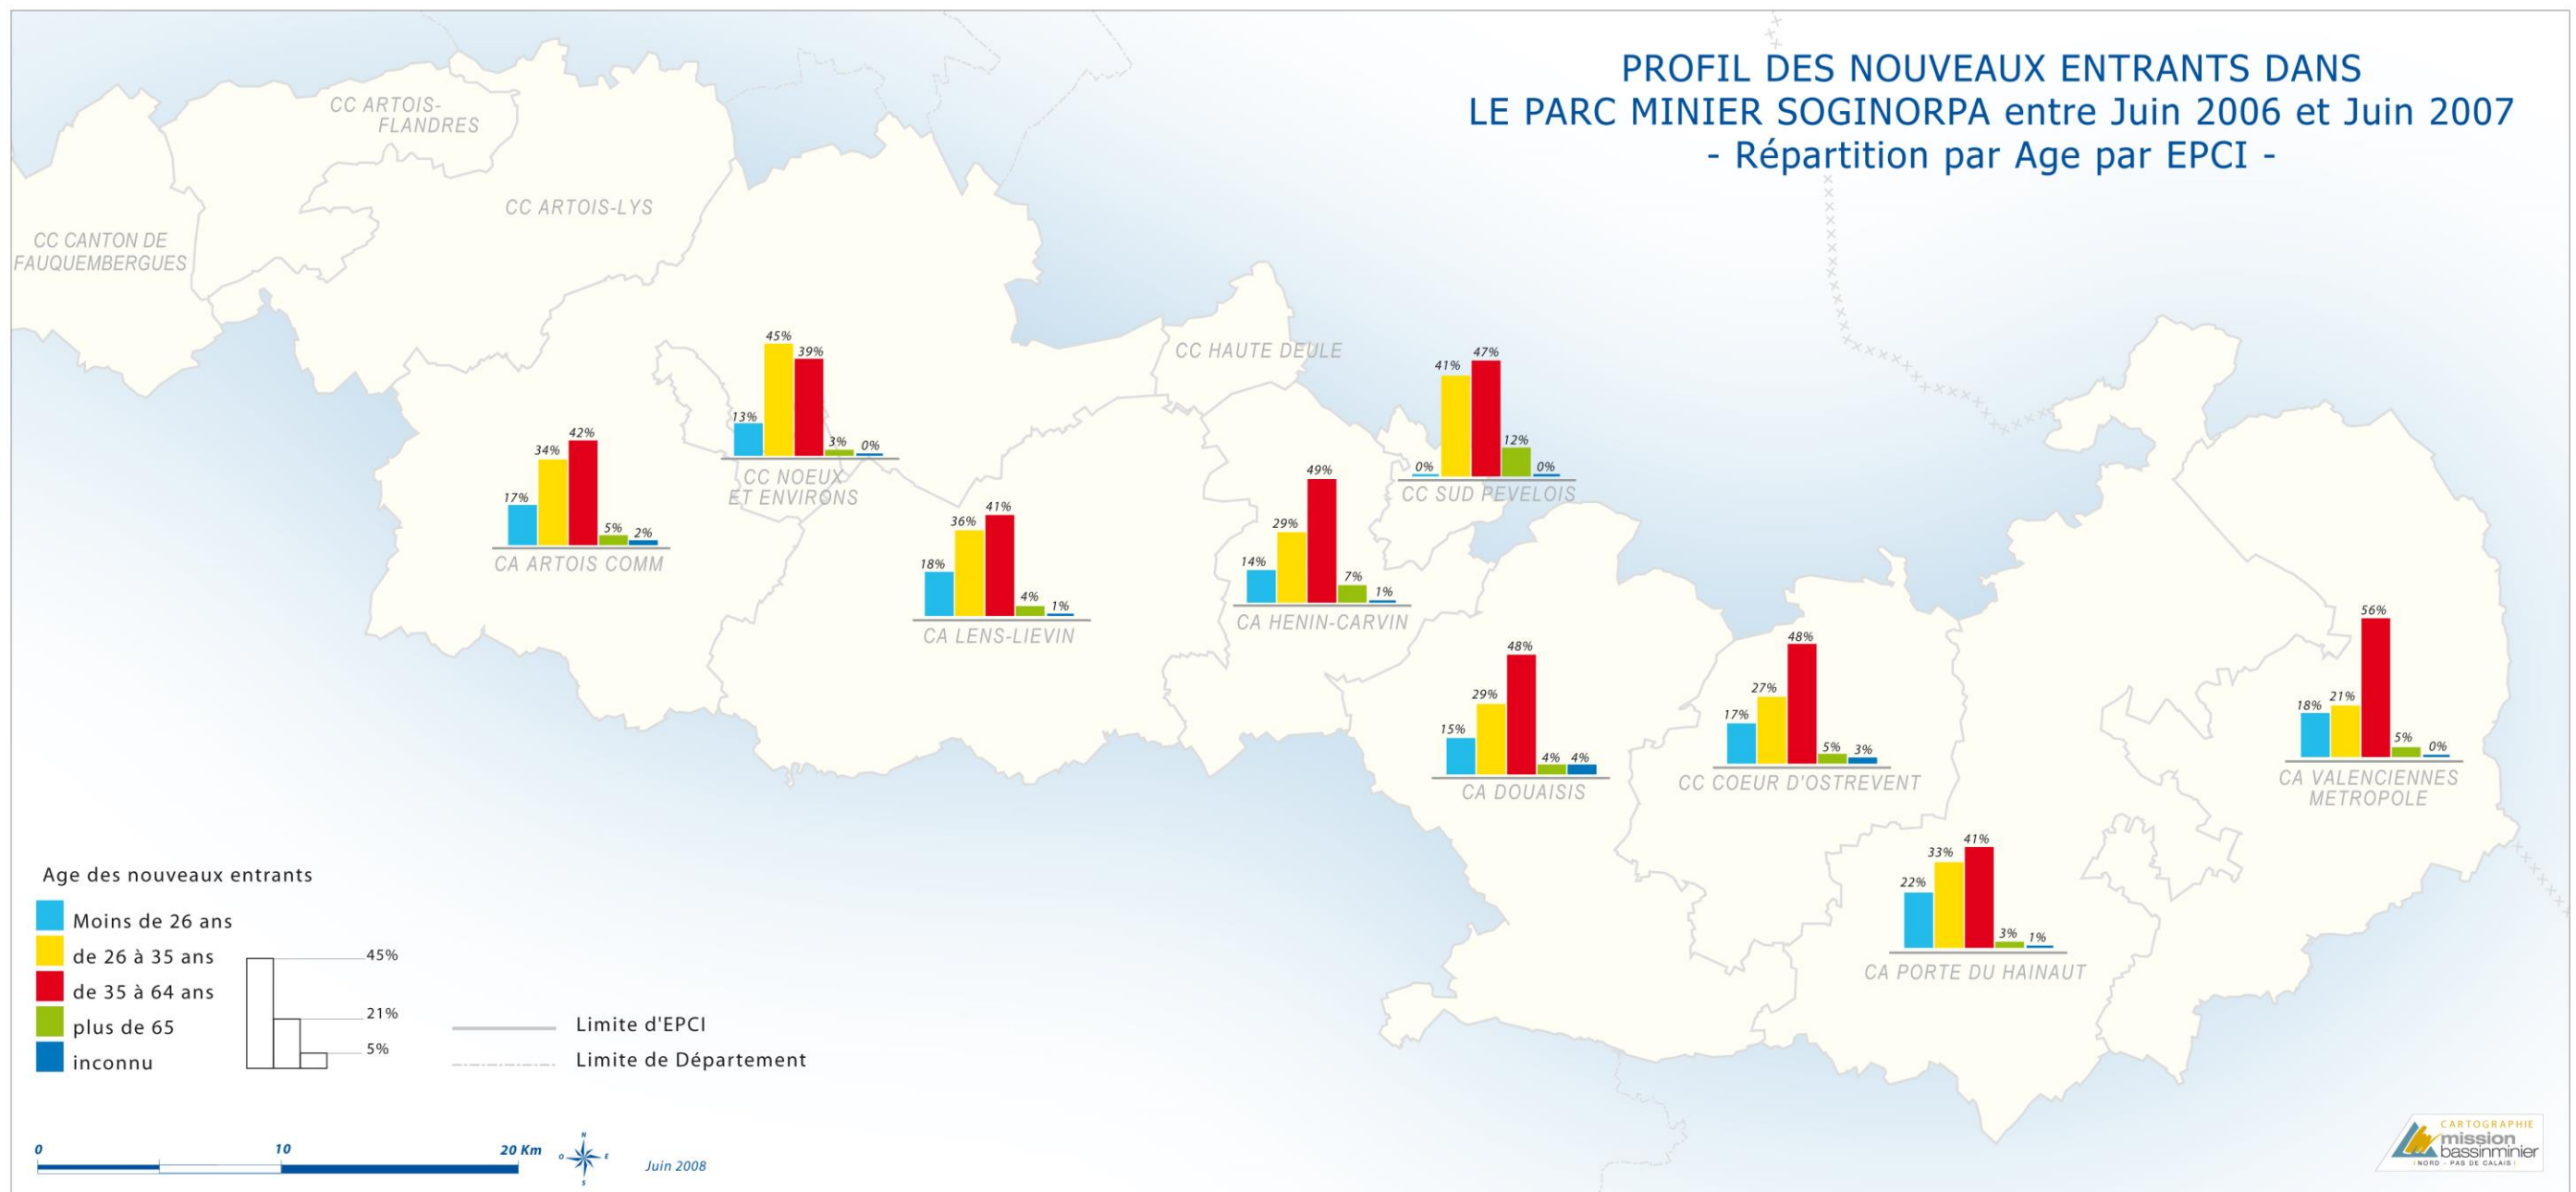 PROFIL DES NOUVEAUX ENTRANTS DANS
LE PARC MINIER SOGINORPA entre Juin 2006 et Juin 2007
- Répartition par Age par EPCI -
CC ARTOIS-
FLANDRES
CC ARTOIS-LYS
CC CANTON DE
FAUQUEMBERGUES
CC HAUTE DEULE
13%
45%
39%
3%
0%
CC NOEUX
ET ENVIRONS
0%
41%
47%
12%
0%
CC SUD PEVELOIS
17%
34%
42%
5%
2%
CA ARTOIS COMM
18%
36%
41%
4%
1%
CA LENS-LIEVIN
14%
29%
49%
7%
1%
CA HENIN-CARVIN
15%
29%
48%
4%
4%
CA DOUAISIS
17%
27%
48%
5%
3%
CC COEUR D'OSTREVENT
18%
21%
56%
5%
0%
CA VALENCIENNES
METROPOLE
22%
33%
41%
3%
1%
CA PORTE DU HAINAUT
Age des nouveaux entrants
Moins de 26 ans
de 26 à 35 ans
de 35 à 64 ans
plus de 65
inconnu
45%
21%
5%
Limite d'EPCI
Limite de Département
0
10
20 Km
N
O
E
S
Juin 2008
CARTOGRAPHIE
mission
bassinminier
NORD - PAS DE CALAIS